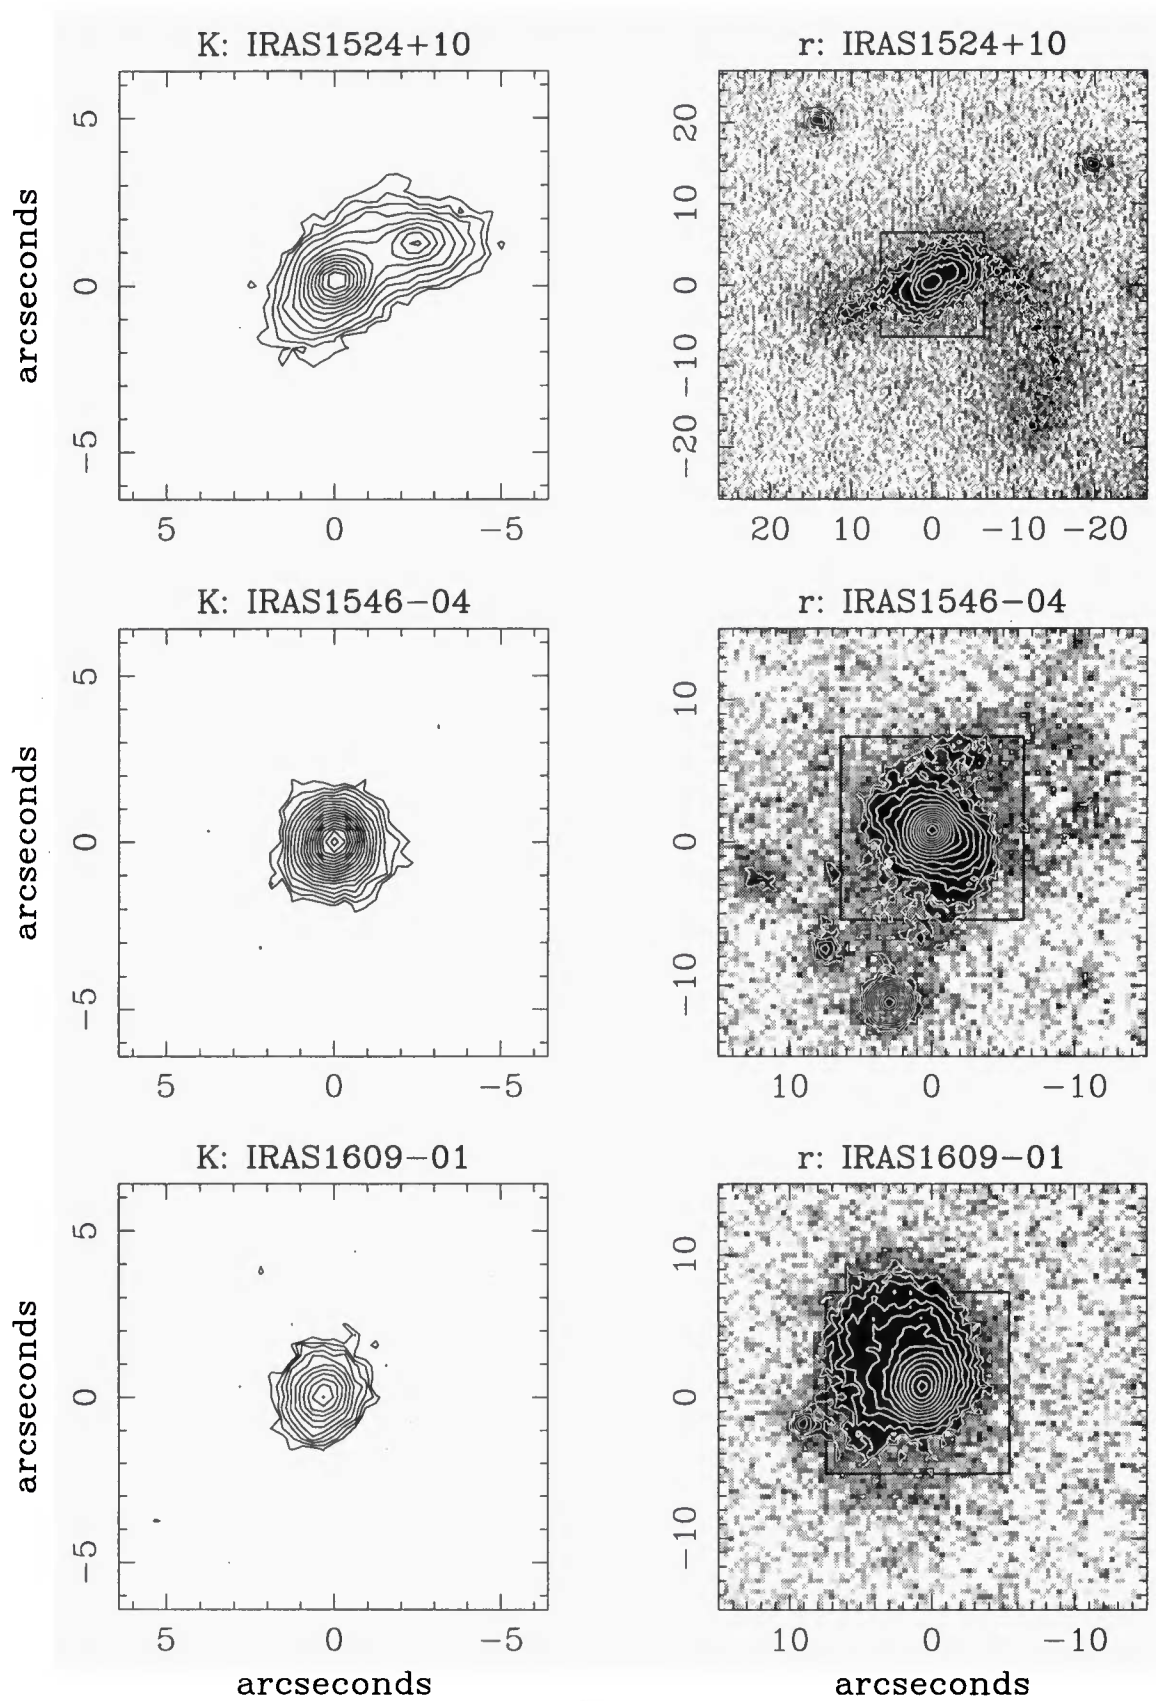 K: IRAS1524+10
r: IRAS1524+10
arcseconds
5
0
−5
5 0 −5
20
10
0
−10
−20
20 10 0 −10 −20
K: IRAS1546−04
r: IRAS1546−04
arcseconds
5
0
−5
5 0 −5
10
0
−10
10 0 −10
K: IRAS1609−01
r: IRAS1609−01
arcseconds
5
0
−5
5 0 −5
10
0
−10
10 0 −10
arcseconds
arcseconds